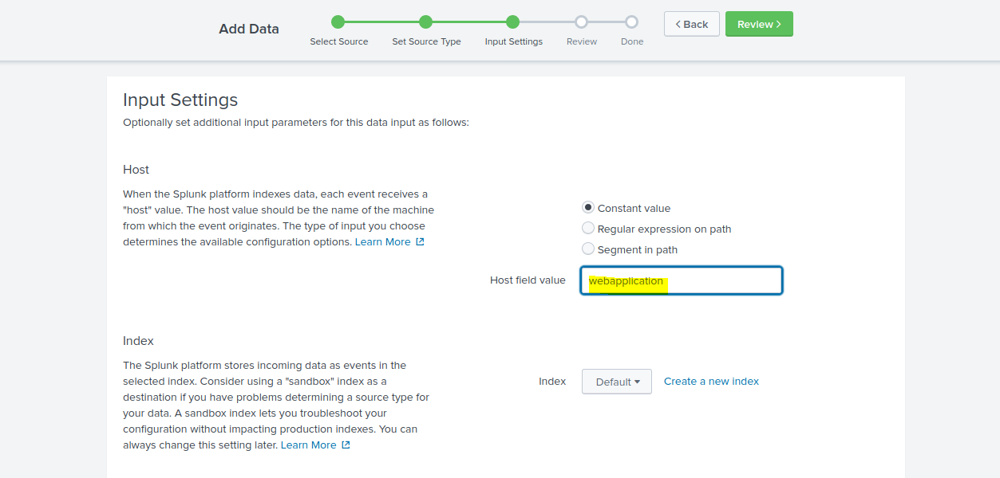 Add Data
Select Source
Set Source Type
Input Settings
Review
Done
< Back
Review >
Input Settings
Optionally set additional input parameters for this data input as follows:
Host
When the Splunk platform indexes data, each event receives a
"host" value. The host value should be the name of the machine
from which the event originates. The type of input you choose
determines the available configuration options. Learn More
Constant value
Regular expression on path
Segment in path
Host field value
webapplication
Index
The Splunk platform stores incoming data as events in the
selected index. Consider using a "sandbox" index as a
destination if you have problems determining a source type for
your data. A sandbox index lets you troubleshoot your
configuration without impacting production indexes. You can
always change this setting later. Learn More
Index
Default
Create a new index